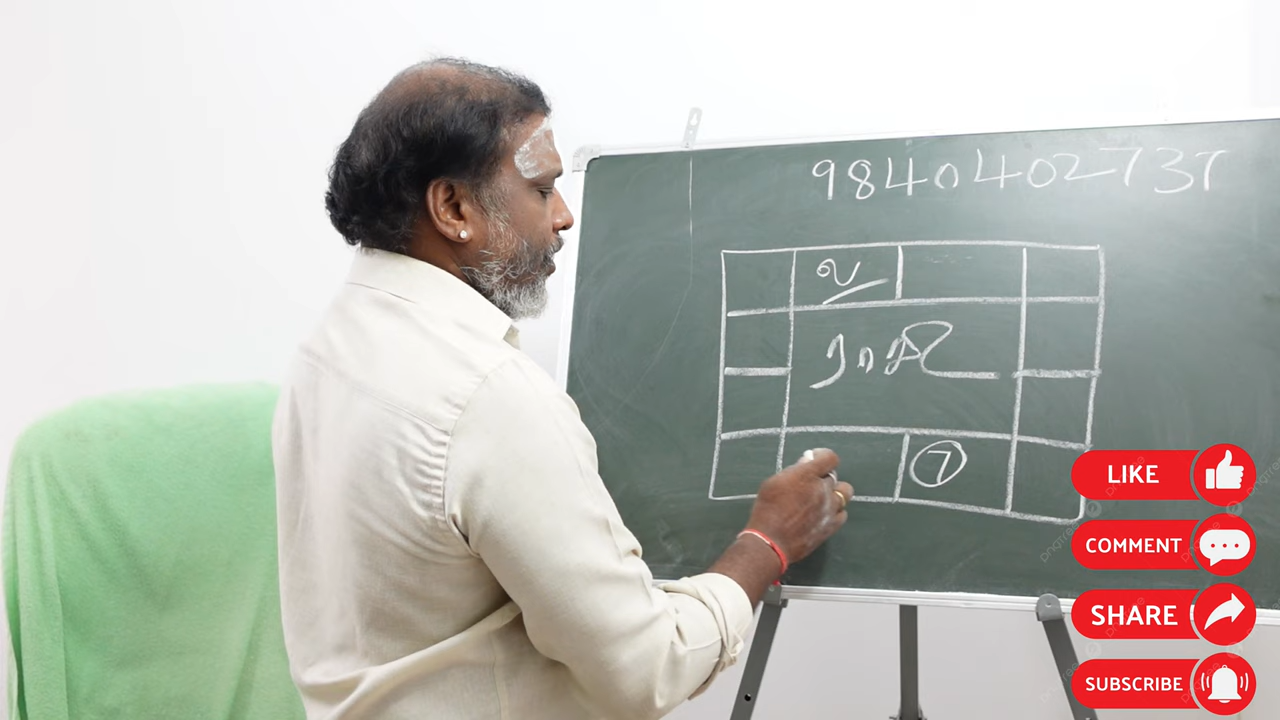 9840402737
ல
ராசி
7
LIKE
COMMENT
SHARE
SUBSCRIBE